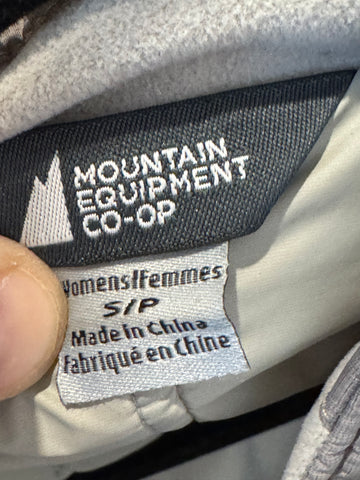 MOUNTAIN
EQUIPMENT
CO-OP
Womens/Femmes
S/P
Made in China
Fabriqué en Chine